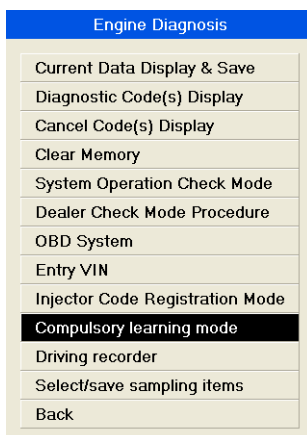 Engine Diagnosis
Current Data Display & Save
Diagnostic Code(s) Display
Cancel Code(s) Display
Clear Memory
System Operation Check Mode
Dealer Check Mode Procedure
OBD System
Entry VIN
Injector Code Registration Mode
Compulsory learning mode
Driving recorder
Select/save sampling items
Back